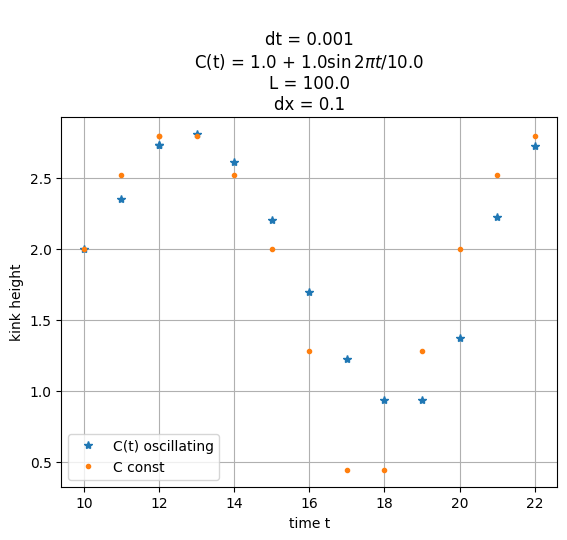 dt = 0.001
C(t) = 1.0 + 1.0sin 2πt/10.0
L = 100.0
dx = 0.1
kink height
2.5
2.0
1.5
1.0
0.5
C(t) oscillating
C const
10 12 14 16 18 20 22
time t